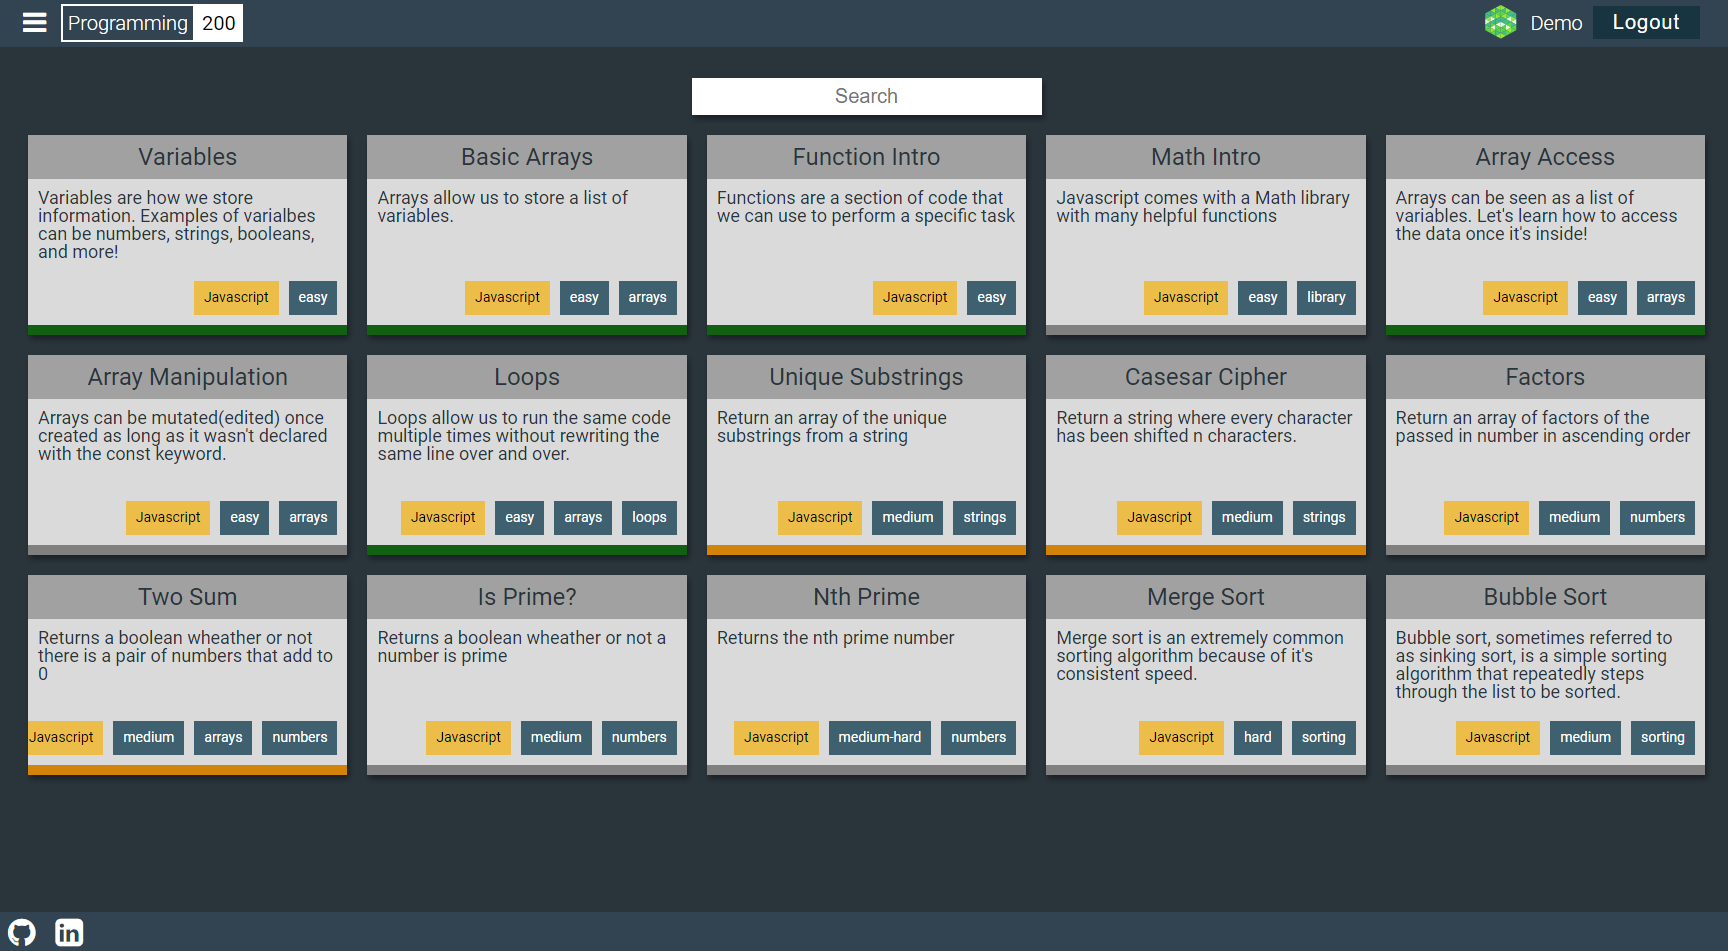 Programming 200
Demo
Logout
Search
Variables
Variables are how we store
information. Examples of varialbes
can be numbers, strings, booleans,
and more!
Javascript easy
Basic Arrays
Arrays allow us to store a list of
variables.
Javascript easy arrays
Function Intro
Functions are a section of code that
we can use to perform a specific task
Javascript easy
Math Intro
Javascript comes with a Math library
with many helpful functions
Javascript easy library
Array Access
Arrays can be seen as a list of
variables. Let's learn how to access
the data once it's inside!
Javascript easy arrays
Array Manipulation
Arrays can be mutated(edited) once
created as long as it wasn't declared
with the const keyword.
Javascript easy arrays
Loops
Loops allow us to run the same code
multiple times without rewriting the
same line over and over.
Javascript easy arrays loops
Unique Substrings
Return an array of the unique
substrings from a string
Javascript medium strings
Casesar Cipher
Return a string where every character
has been shifted n characters.
Javascript medium strings
Factors
Return an array of factors of the
passed in number in ascending order
Javascript medium numbers
Two Sum
Returns a boolean wheather or not
there is a pair of numbers that add to
0
Javascript medium arrays numbers
Is Prime?
Returns a boolean wheather or not a
number is prime
Javascript medium numbers
Nth Prime
Returns the nth prime number
Javascript medium-hard numbers
Merge Sort
Merge sort is an extremely common
sorting algorithm because of it's
consistent speed.
Javascript hard sorting
Bubble Sort
Bubble sort, sometimes referred to
as sinking sort, is a simple sorting
algorithm that repeatedly steps
through the list to be sorted.
Javascript medium sorting
in